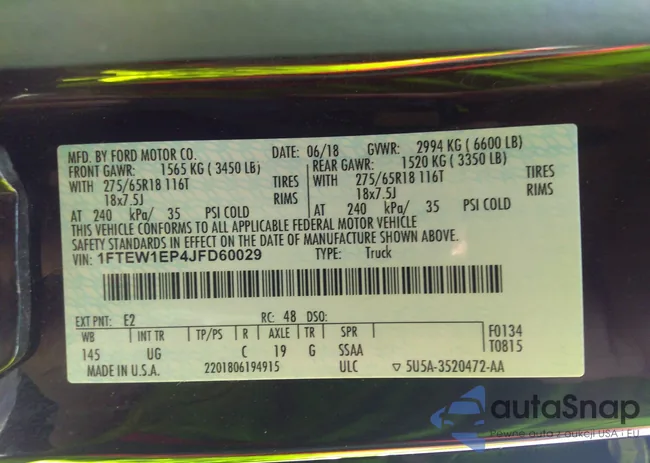 MFD. BY FORD MOTOR CO. DATE: 06/18 GVWR: 2994 KG ( 6600 LB)
FRONT GAWR: 1565 KG ( 3450 LB) REAR GAWR: 1520 KG ( 3350 LB)
WITH 275/65R18 116T TIRES WITH 275/65R18 116T TIRES
18x7.5J RIMS 18x7.5J RIMS
AT 240 kPa/ 35 PSI COLD AT 240 kPa/ 35 PSI COLD
THIS VEHICLE CONFORMS TO ALL APPLICABLE FEDERAL MOTOR VEHICLE
SAFETY STANDARDS IN EFFECT ON THE DATE OF MANUFACTURE SHOWN ABOVE.
VIN: 1FTEW1EP4JFD60029 TYPE: Truck
EXT PNT: E2 RC: 48 DSO: F0134
WB INT TR TP/PS R AXLE TR SPR T0815
145 UG C 19 G SSAA
MADE IN U.S.A. 2201806194915 ULC ▽ 5U5A-3520472-AA
autaSnap
Pewne auto z aukcji USA i EU